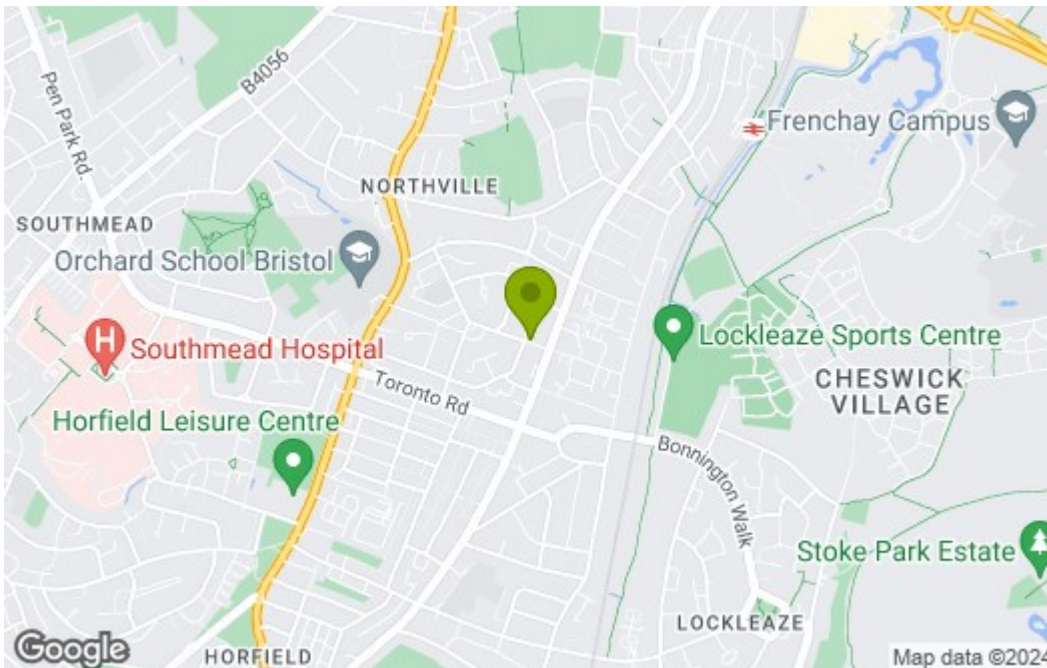 B4056
Pen Park Rd.
Frenchay Campus
NORTHVILLE
SOUTHMEAD
Orchard School Bristol
H
Southmead Hospital
Lockleaze Sports Centre
Toronto Rd
CHESWICK
VILLAGE
Horfield Leisure Centre
Bonnington Walk
Stoke Park Estate
LOCKLEAZE
Google
HORFIELD
Map data ©2024